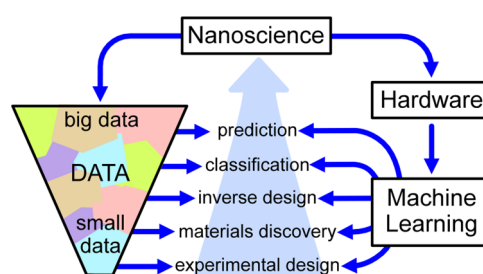 Nanoscience
Hardware
big data
DATA
small
data
prediction
classification
inverse design
materials discovery
experimental design
Machine
Learning